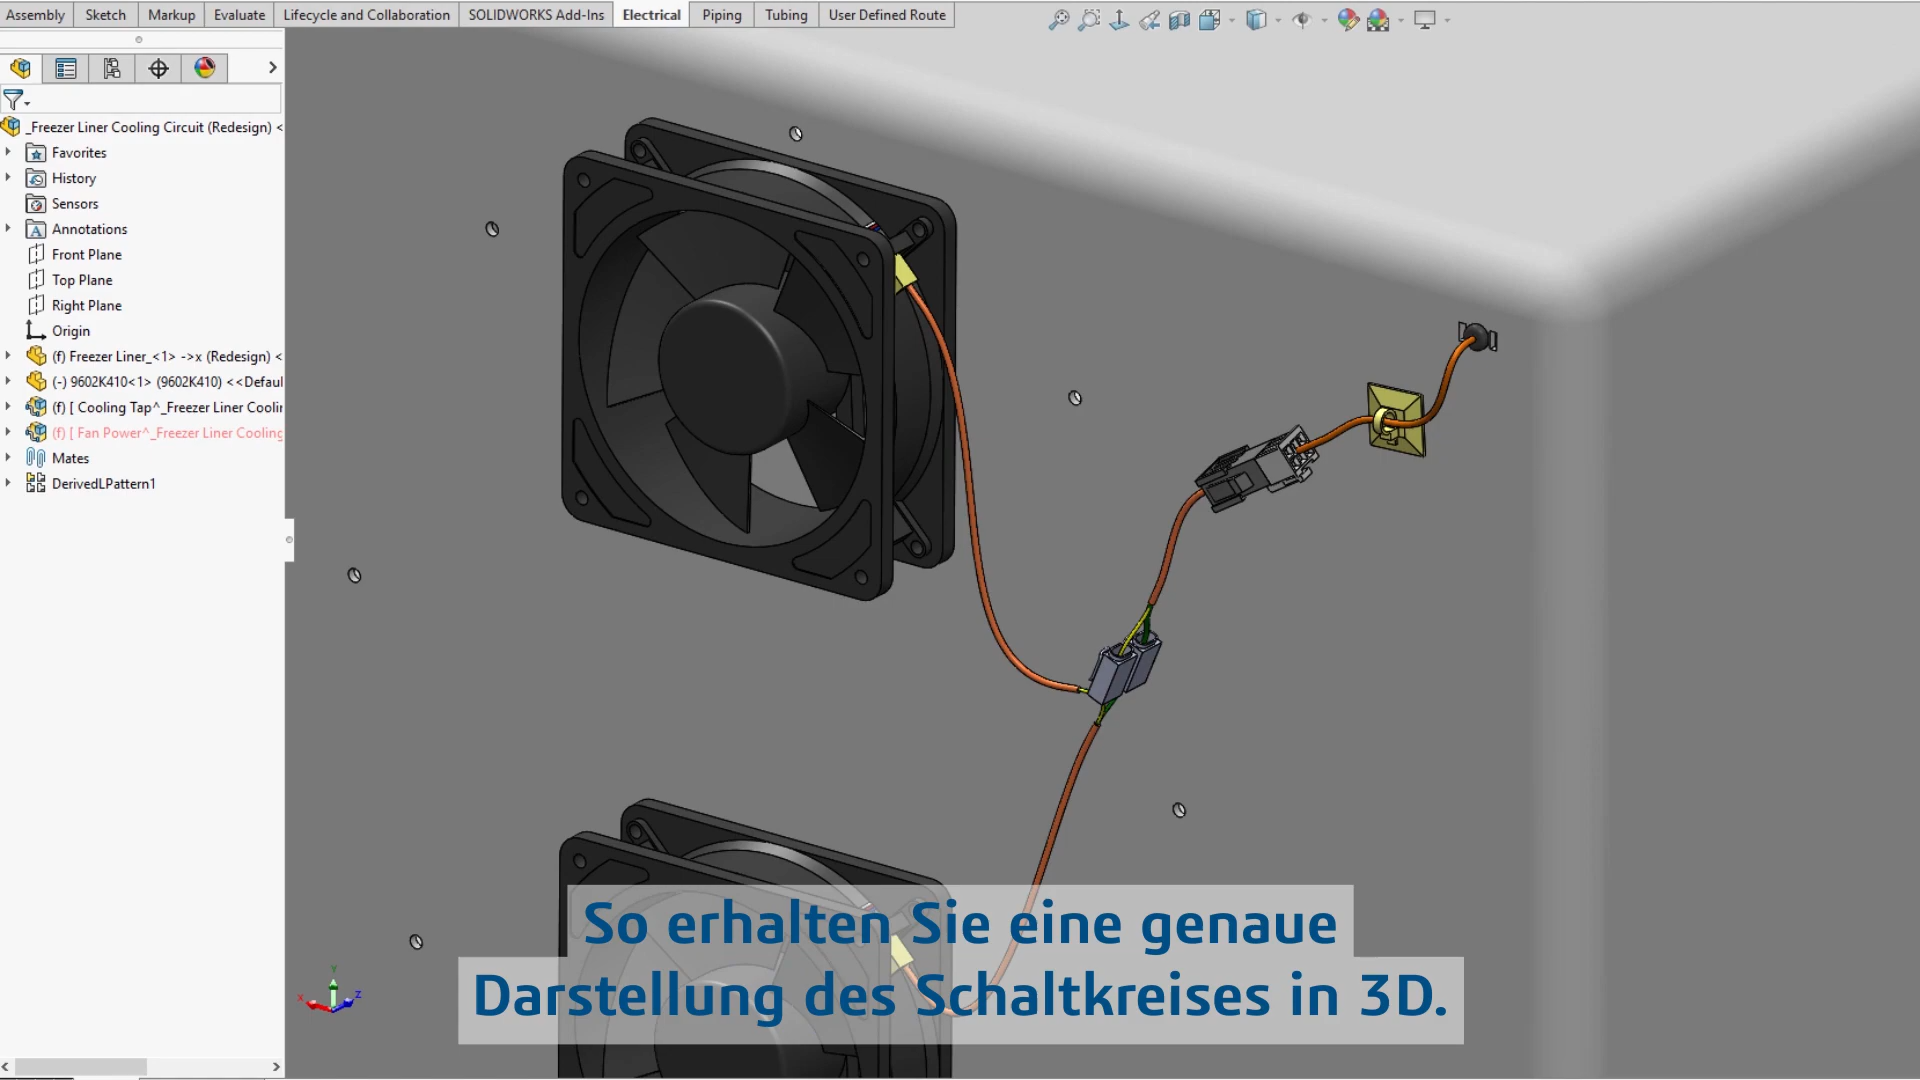 Assembly Sketch Markup Evaluate Lifecycle and Collaboration SOLIDWORKS Add-Ins Electrical Piping Tubing User Defined Route
_Freezer Liner Cooling Circuit (Redesign) <
Favorites
History
Sensors
Annotations
Front Plane
Top Plane
Right Plane
Origin
(f) Freezer Liner_<1> ->x (Redesign) <
(-) 9602K410<1> (9602K410) <<Defaul
(f) [ Cooling Tap^_Freezer Liner Coolin
(f) [ Fan Power^_Freezer Liner Cooling
Mates
DerivedLPattern1
Y
X
Z
So erhalten Sie eine genaue
Darstellung des Schaltkreises in 3D.